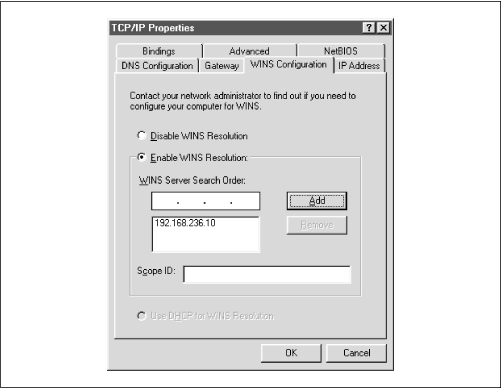 TCP/IP Properties
Bindings Advanced NetBIOS
DNS Configuration Gateway WINS Configuration IP Address
Contact your network administrator to find out if you need to
configure your computer for WINS.
Disable WINS Resolution
Enable WINS Resolution:
WINS Server Search Order:
. . .
Add
192.168.236.10
Remove
Scope ID:
Use DHCP for WINS Resolution
OK Cancel